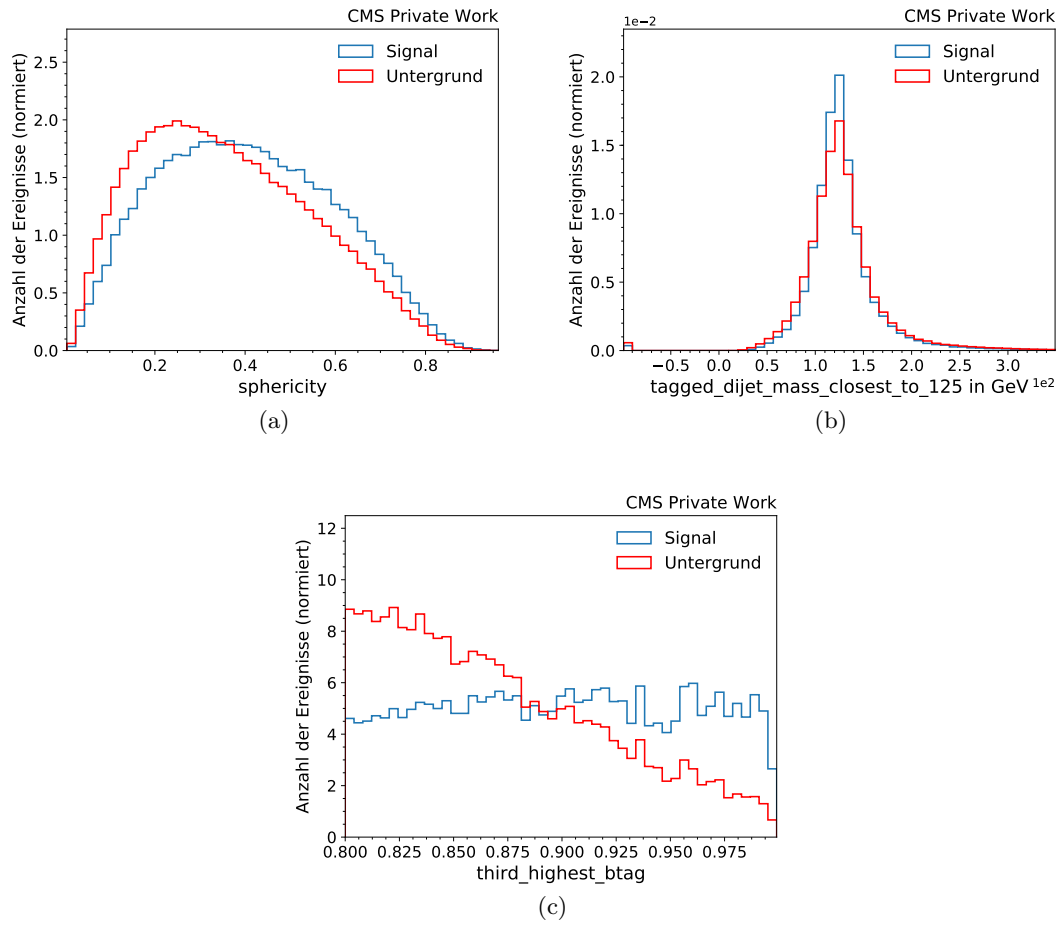 CMS Private Work
Signal
Untergrund
Anzahl der Ereignisse (normiert)
2.5
2.0
1.5
1.0
0.5
0.0
0.2 0.4 0.6 0.8
sphericity
(a)
1e−2
CMS Private Work
Signal
Untergrund
Anzahl der Ereignisse (normiert)
2.0
1.0
0.0
−0.5 0.0 0.5 1.0 1.5 2.0 2.5 3.0
tagged_dijet_mass_closest_to_125 in GeV 1e2
(b)
CMS Private Work
Signal
Untergrund
Anzahl der Ereignisse (normiert)
12
10
8
6
4
2
0
0.800 0.825 0.850 0.875 0.900 0.925 0.950 0.975
third_highest_btag
(c)